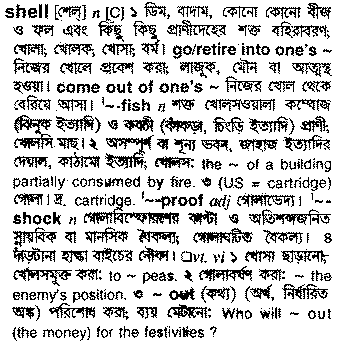 shell [শেল্] n [C] ১ ডিম, বাদাম, কোনো কোনো বীজ
ও ফল এবং কিছু কিছু প্রাণীদেহের শক্ত বহিরাবরণ;
খোলা; খোলক; খোসা; বর্ম। go/retire into one's ~
নিজের খোলে প্রবেশ করা; লাজুক, মৌন বা আত্মস্থ
হওয়া। come out of one's ~ নিজের খোল থেকে
বেরিয়ে আসা। '~-fish n শক্ত খোলসওয়ালা কম্বোজ
(ঝিনুক ইত্যাদি) ও কবচী (কাঁকড়া, চিংড়ি ইত্যাদি) প্রাণী;
খোলসি মাছ। ২ অসম্পূর্ণ বা শূন্য ভবন, জাহাজ ইত্যাদির
দেয়াল, কাঠামো ইত্যাদি; খোলস: the ~ of a building
partially consumed by fire. ৩ (US = cartridge)
গোলা। দ্র. cartridge. '~-proof adj গোলাভেদ্য। '~-
shock n গোলাবিস্ফোরণের ও অতিশব্দজনিত
স্নায়বিক বা মানসিক বৈকল্য; গোলাঘটিত বৈকল্য। ৪
দাঁড়টানা হাল্কা বাইচের নৌকা। □vt, vi ১ খোসা ছাড়ানো;
খোলসমুক্ত করা: to ~ peas. ২ গোলাবর্ষণ করা: ~ the
enemy's position. ৩ ~ out (কথ্য) (অর্থ, নির্ধারিত
অঙ্ক) পরিশোধ করা; ব্যয় মেটানো: Who will ~ out
(the money) for the festivities ?